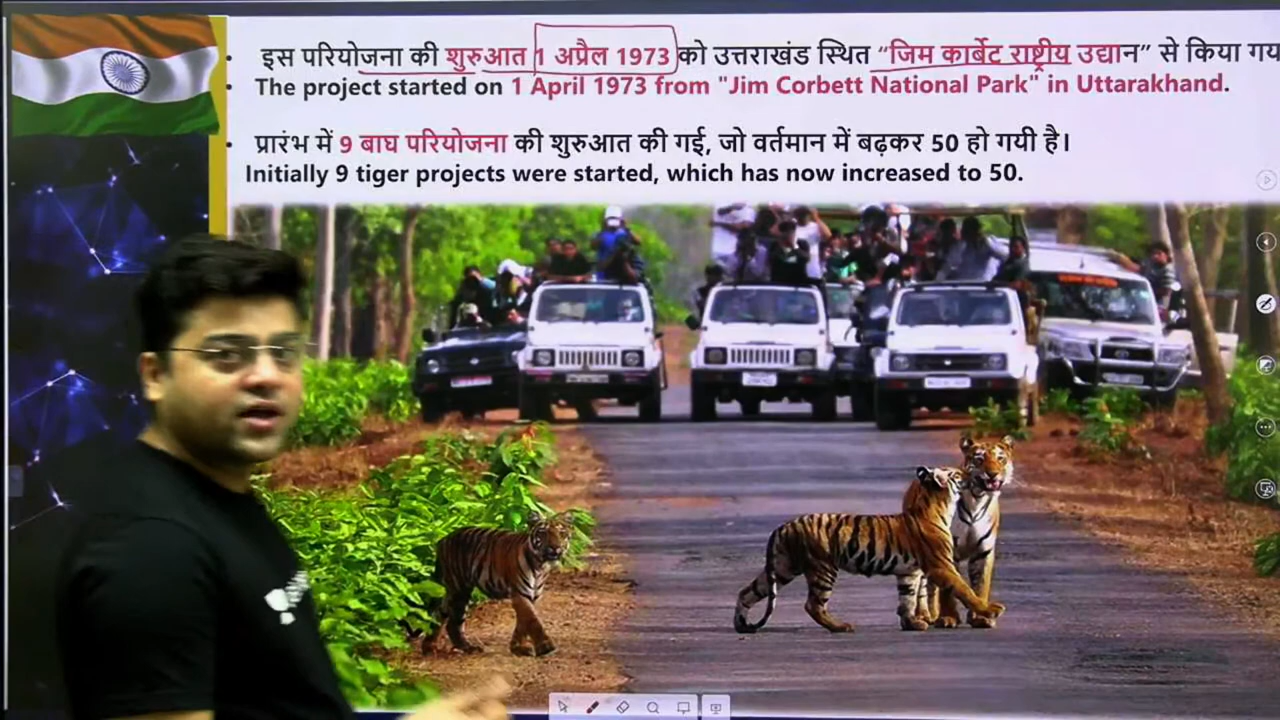 इस परियोजना की शुरुआत 1 अप्रैल 1973 को उत्तराखंड स्थित “जिम कार्बेट राष्ट्रीय उद्यान” से किया
The project started on 1 April 1973 from "Jim Corbett National Park" in Uttarakhand.
प्रारंभ में 9 बाघ परियोजना की शुरुआत की गई, जो वर्तमान में बढ़कर 50 हो गयी है।
Initially 9 tiger projects were started, which has now increased to 50.